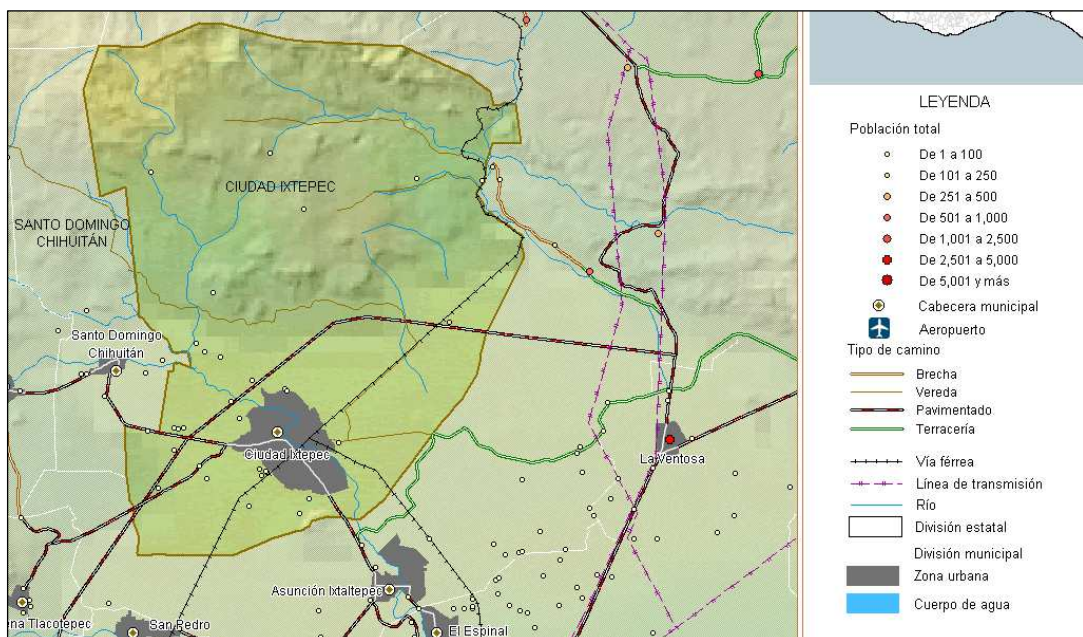 CIUDAD IXTEPEC
SANTO DOMINGO
CHIHUITÁN
Santo Domingo
Chihuitán
Ciudad Ixtepec
La Ventosa
Asunción Ixtaltepec
ena Tlacotepec
San Pedro
El Espinal
LEYENDA
Población total
De 1 a 100
De 101 a 250
De 251 a 500
De 501 a 1,000
De 1,001 a 2,500
De 2,501 a 5,000
De 5,001 y más
Cabecera municipal
Aeropuerto
Tipo de camino
Brecha
Vereda
Pavimentado
Terracería
Vía férrea
Línea de transmisión
Río
División estatal
División municipal
Zona urbana
Cuerpo de agua